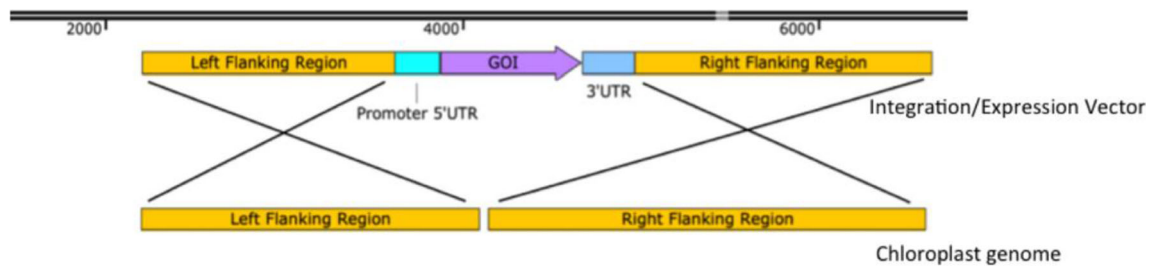 2000 4000 6000
Left Flanking Region GOI Right Flanking Region
Promoter 5'UTR 3'UTR
Integration/Expression Vector
Left Flanking Region Right Flanking Region
Chloroplast genome